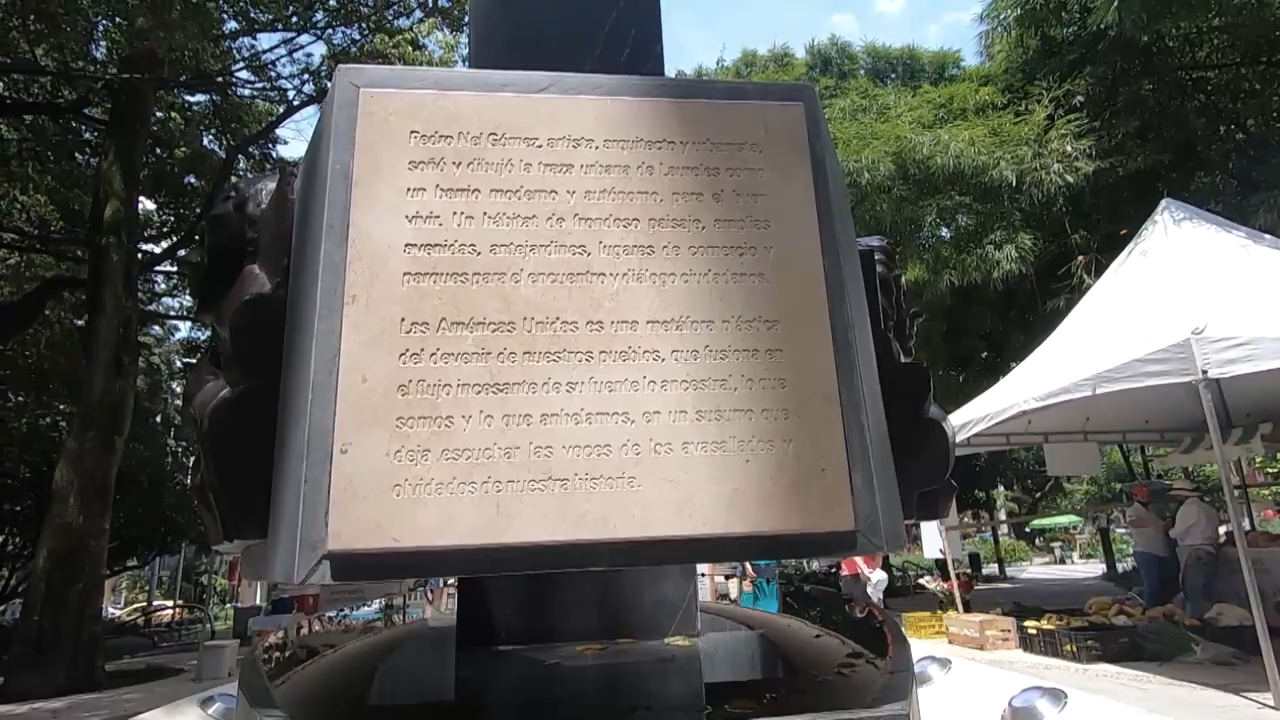 Pedro Nel Gómez, artista, arquitecto y urbanista,
soñó y dibujó la traza urbana de Laureles como
un barrio moderno y autónomo, para el buen
vivir. Un hábitat de frondoso paisaje, amplias
avenidas, antejardines, lugares de comercio y
parques para el encuentro y diálogo ciudadanos.
Las Américas Unidas es una metáfora plástica
del devenir de nuestros pueblos, que fusiona en
el flujo incesante de su fuente lo ancestral, lo que
somos y lo que anhelamos, en un susurro que
deja escuchar las voces de los avasallados y
olvidados de nuestra historia.